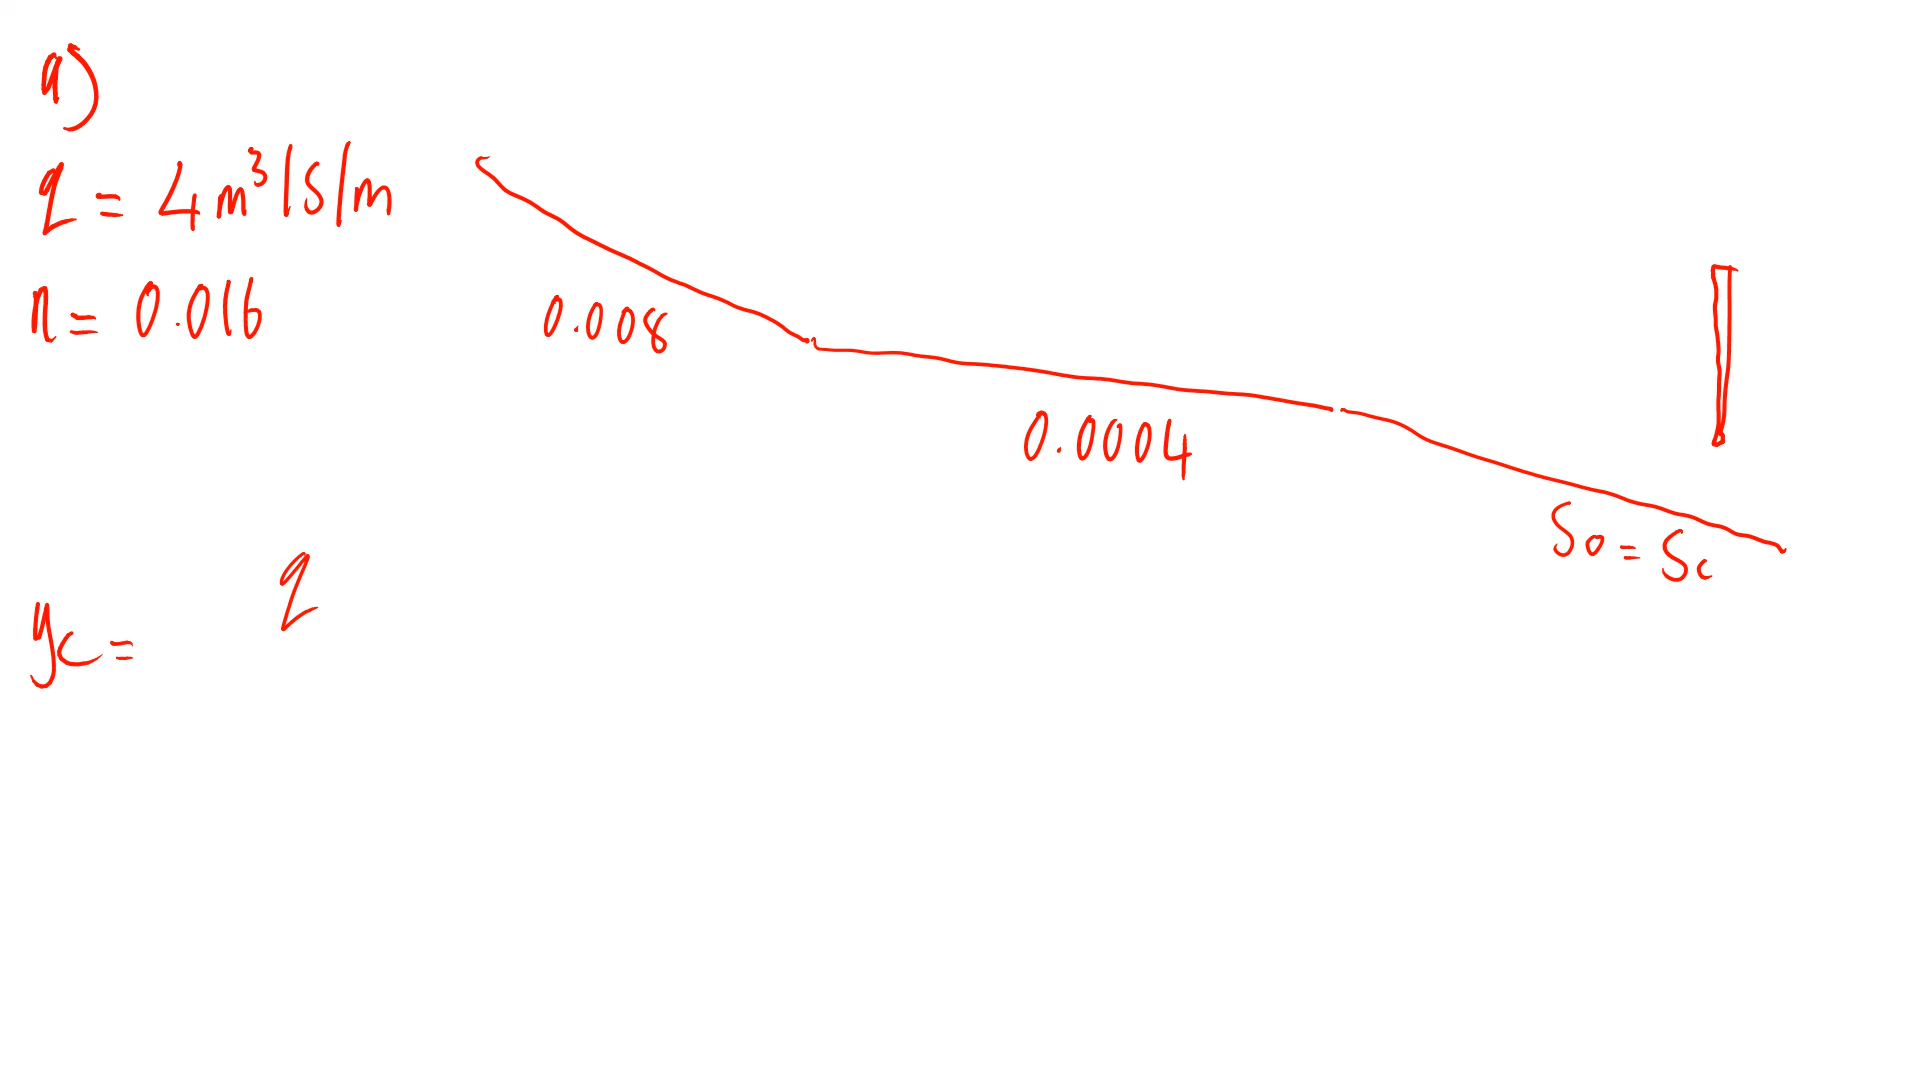 a)
q = 4 m³/s/m
n = 0.016
0.008
0.0004
So = Sc
yc = q